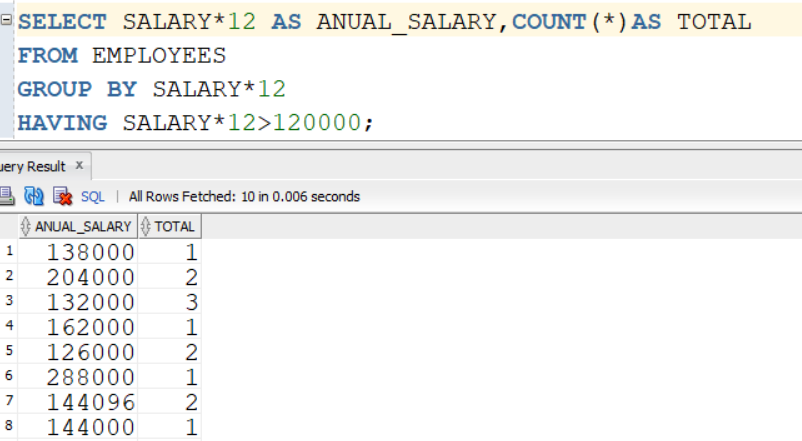 SELECT SALARY*12 AS ANUAL_SALARY,COUNT(*)AS TOTAL
FROM EMPLOYEES
GROUP BY SALARY*12
HAVING SALARY*12>120000;
uery Result x
SQL | All Rows Fetched: 10 in 0.006 seconds
ANUAL_SALARY TOTAL
1 138000 1
2 204000 2
3 132000 3
4 162000 1
5 126000 2
6 288000 1
7 144096 2
8 144000 1